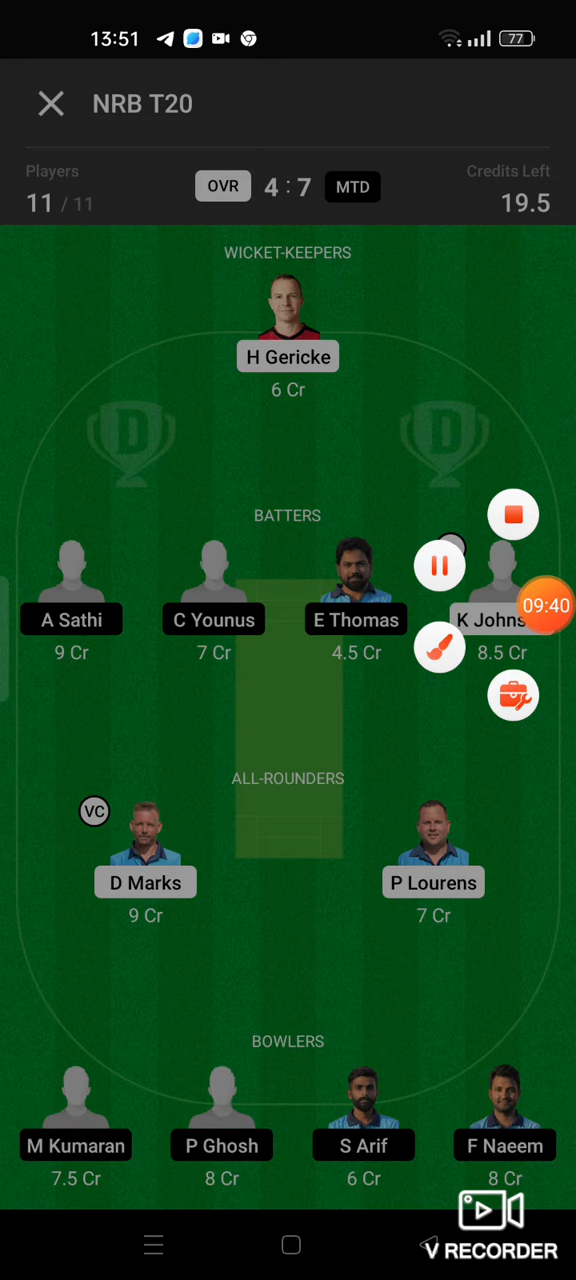 13:51
77
NRB T20
Players
Credits Left
11 / 11
OVR 4 : 7 MTD
19.5
WICKET-KEEPERS
H Gericke
6 Cr
D
D
BATTERS
A Sathi
C Younus
E Thomas
K Johns
09:40
9 Cr
7 Cr
4.5 Cr
8.5 Cr
ALL-ROUNDERS
VC
D Marks
P Lourens
9 Cr
7 Cr
BOWLERS
M Kumaran
P Ghosh
S Arif
F Naeem
7.5 Cr
8 Cr
6 Cr
8 Cr
V RECORDER